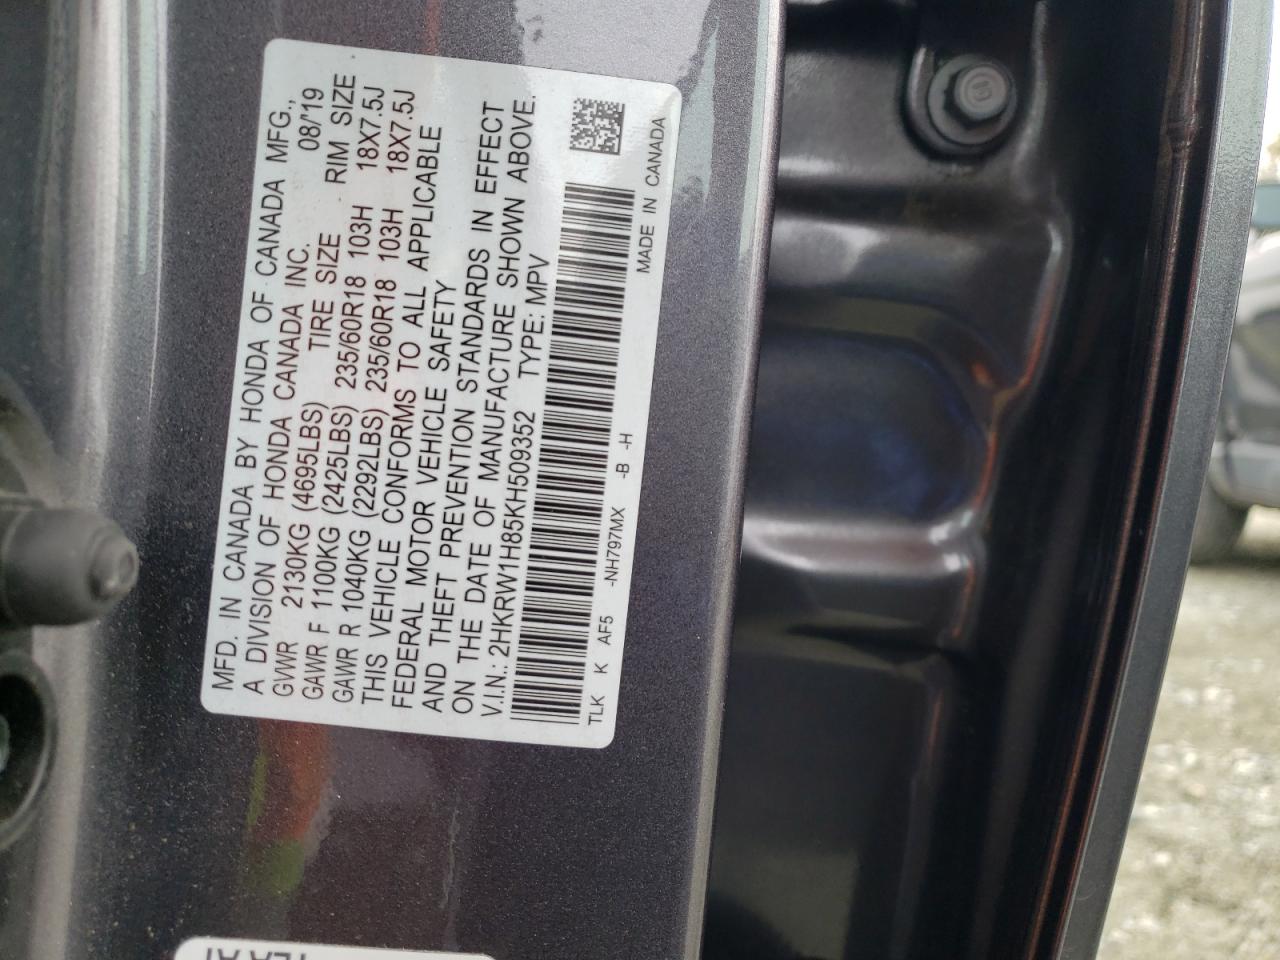 MFD. IN CANADA BY HONDA OF CANADA MFG.,
A DIVISION OF HONDA CANADA INC. 08/'19
GVWR 2130KG (4695LBS) TIRE SIZE RIM SIZE
GAWR F 1100KG (2425LBS) 235/60R18 103H 18X7.5J
GAWR R 1040KG (2292LBS) 235/60R18 103H 18X7.5J
THIS VEHICLE CONFORMS TO ALL APPLICABLE
FEDERAL MOTOR VEHICLE SAFETY
AND THEFT PREVENTION STANDARDS IN EFFECT
ON THE DATE OF MANUFACTURE SHOWN ABOVE.
V.I.N.: 2HKRW1H85KH509352 TYPE: MPV
TLK K AF5 -NH797MX -B -H
MADE IN CANADA